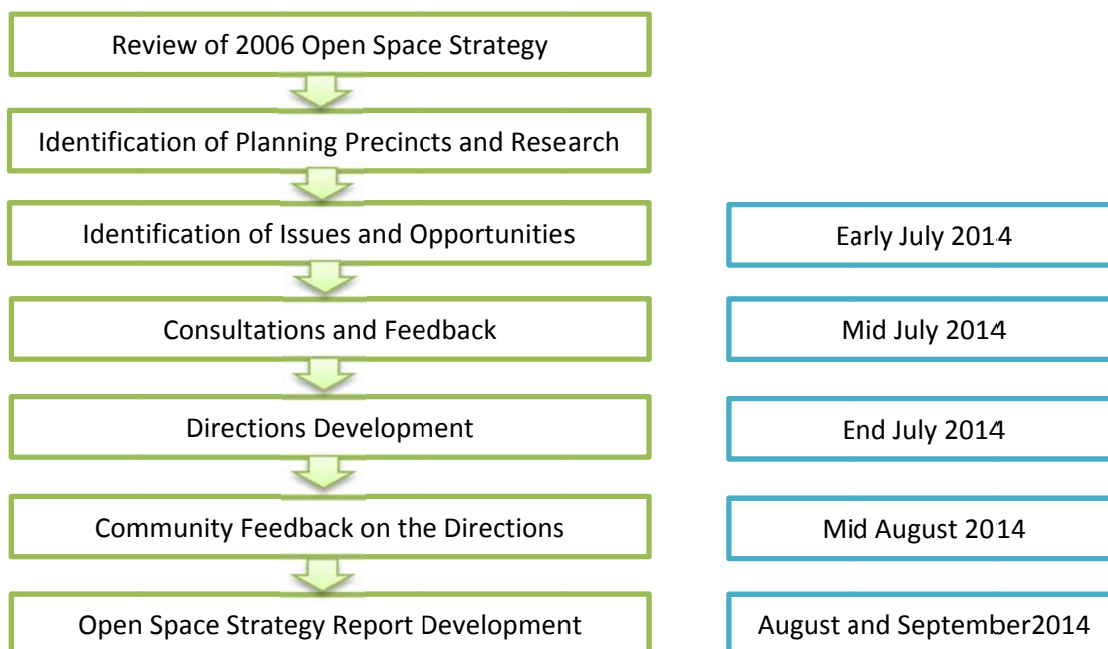 Review of 2006 Open Space Strategy
Identification of Planning Precincts and Research
Identification of Issues and Opportunities
Early July 2014
Consultations and Feedback
Mid July 2014
Directions Development
End July 2014
Community Feedback on the Directions
Mid August 2014
Open Space Strategy Report Development
August and September2014